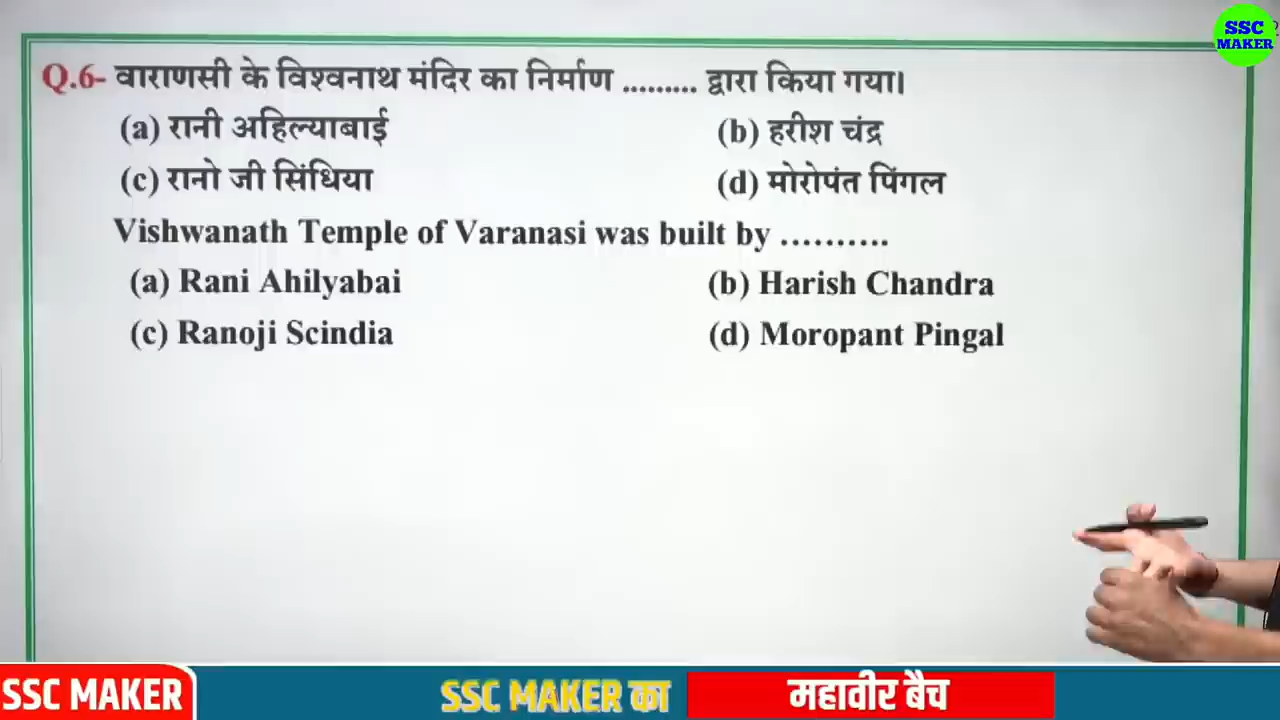 SSC
MAKER
Q.6- वाराणसी के विश्वनाथ मंदिर का निर्माण ......... द्वारा किया गया।
(a) रानी अहिल्याबाई (b) हरीश चंद्र
(c) रानो जी सिंधिया (d) मोरोपंत पिंगल
Vishwanath Temple of Varanasi was built by ..........
(a) Rani Ahilyabai (b) Harish Chandra
(c) Ranoji Scindia (d) Moropant Pingal
SSC MAKER SSC MAKER का महावीर बैच